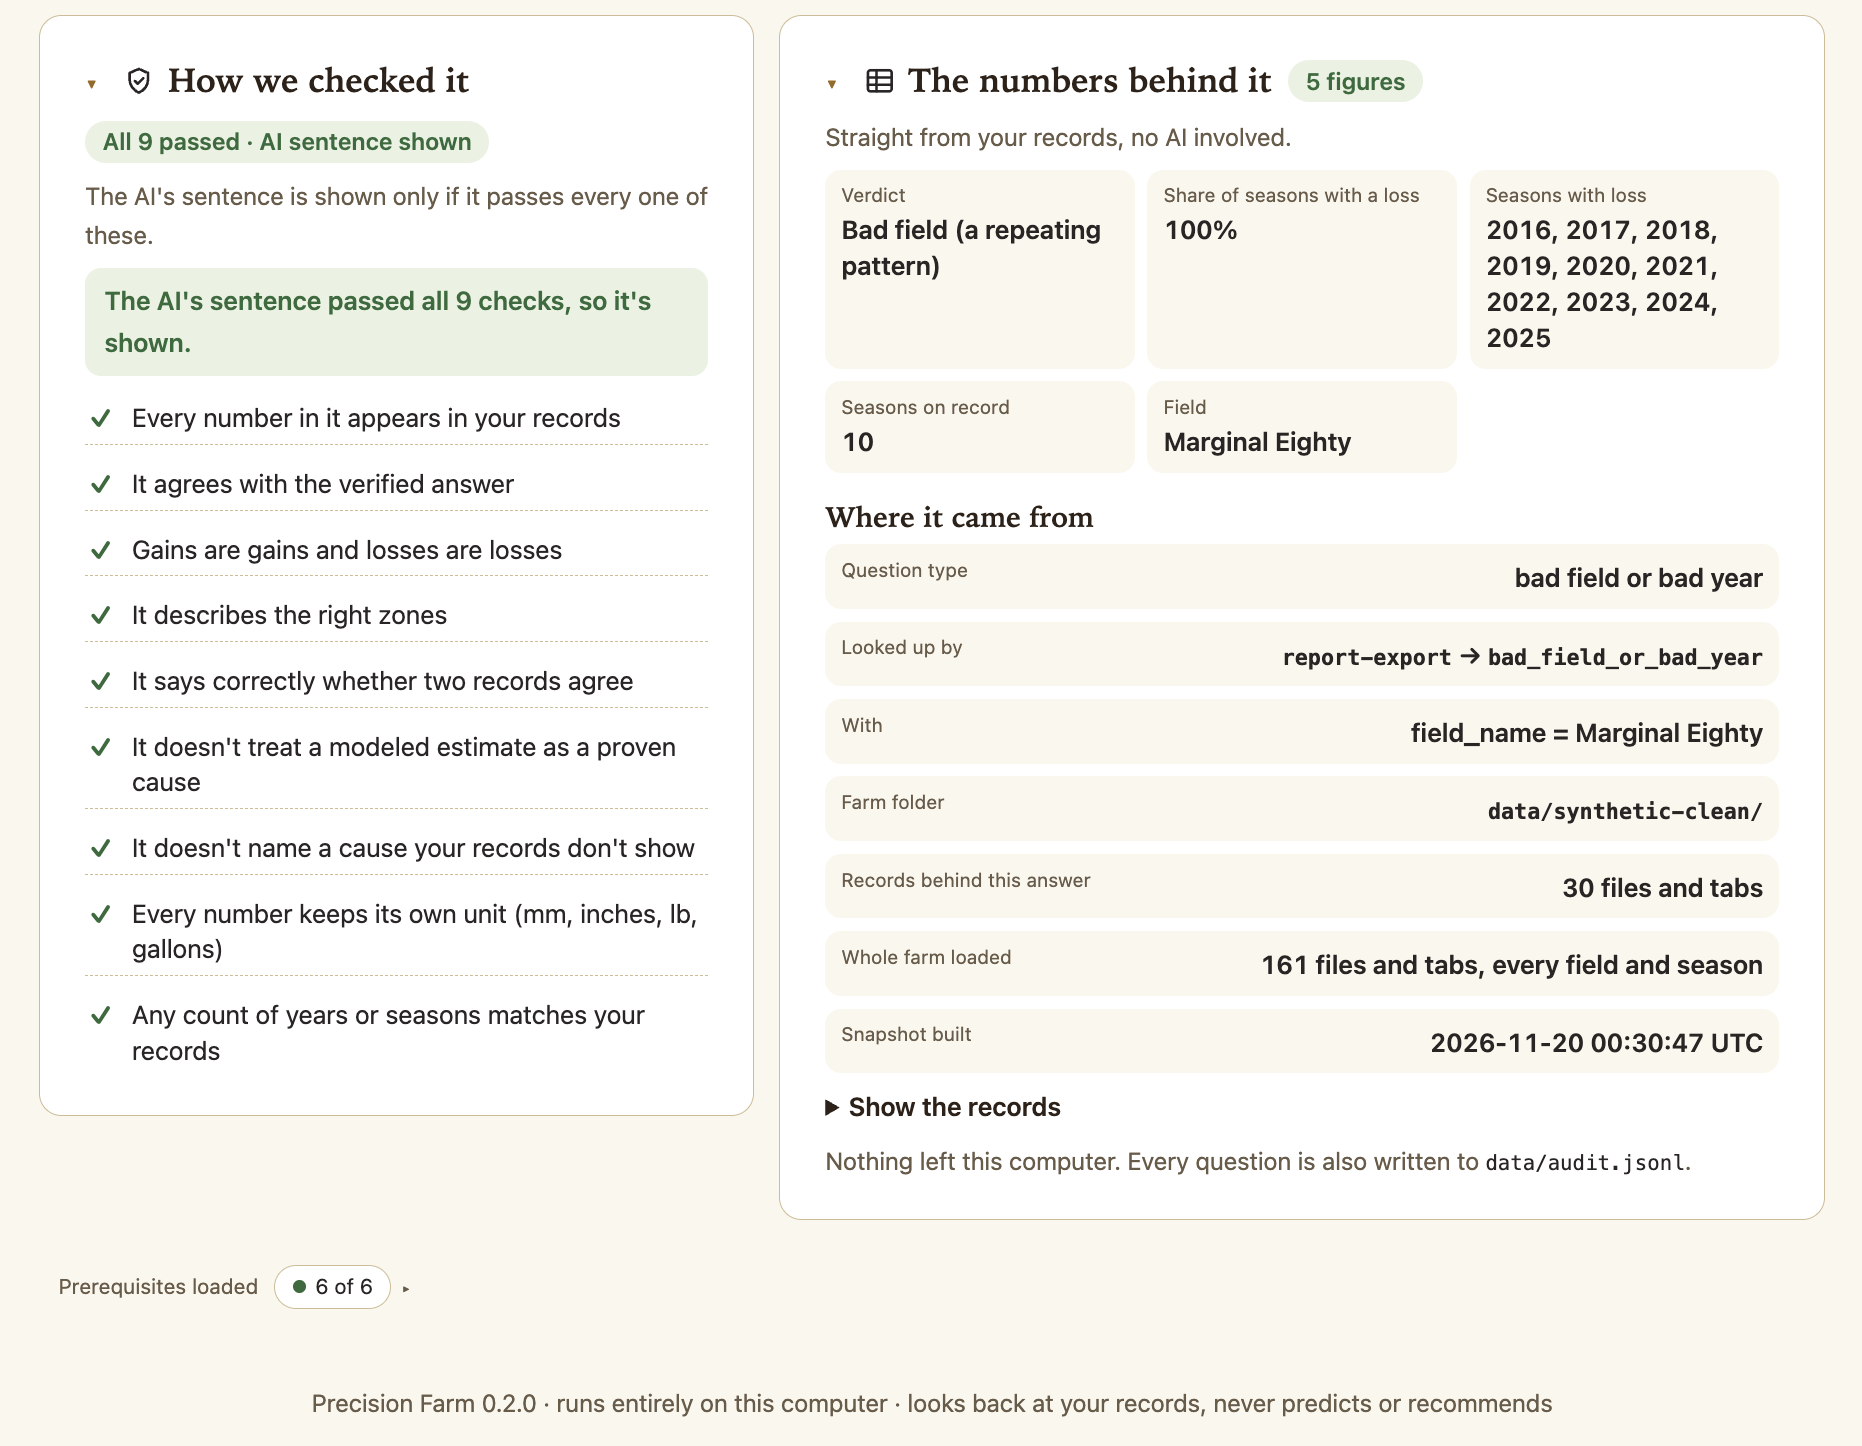 How we checked it
All 9 passed · AI sentence shown
The AI's sentence is shown only if it passes every one of
these.
The AI's sentence passed all 9 checks, so it's
shown.
Every number in it appears in your records
It agrees with the verified answer
Gains are gains and losses are losses
It describes the right zones
It says correctly whether two records agree
It doesn't treat a modeled estimate as a proven
cause
It doesn't name a cause your records don't show
Every number keeps its own unit (mm, inches, lb,
gallons)
Any count of years or seasons matches your
records
The numbers behind it
5 figures
Straight from your records, no AI involved.
Verdict
Bad field (a repeating
pattern)
Share of seasons with a loss
100%
Seasons with loss
2016, 2017, 2018,
2019, 2020, 2021,
2022, 2023, 2024,
2025
Seasons on record
10
Field
Marginal Eighty
Where it came from
Question type
bad field or bad year
Looked up by
report-export → bad_field_or_bad_year
With
field_name = Marginal Eighty
Farm folder
data/synthetic-clean/
Records behind this answer
30 files and tabs
Whole farm loaded
161 files and tabs, every field and season
Snapshot built
2026-11-20 00:30:47 UTC
Show the records
Nothing left this computer. Every question is also written to data/audit.jsonl.
Prerequisites loaded
6 of 6
Precision Farm 0.2.0 · runs entirely on this computer · looks back at your records, never predicts or recommends